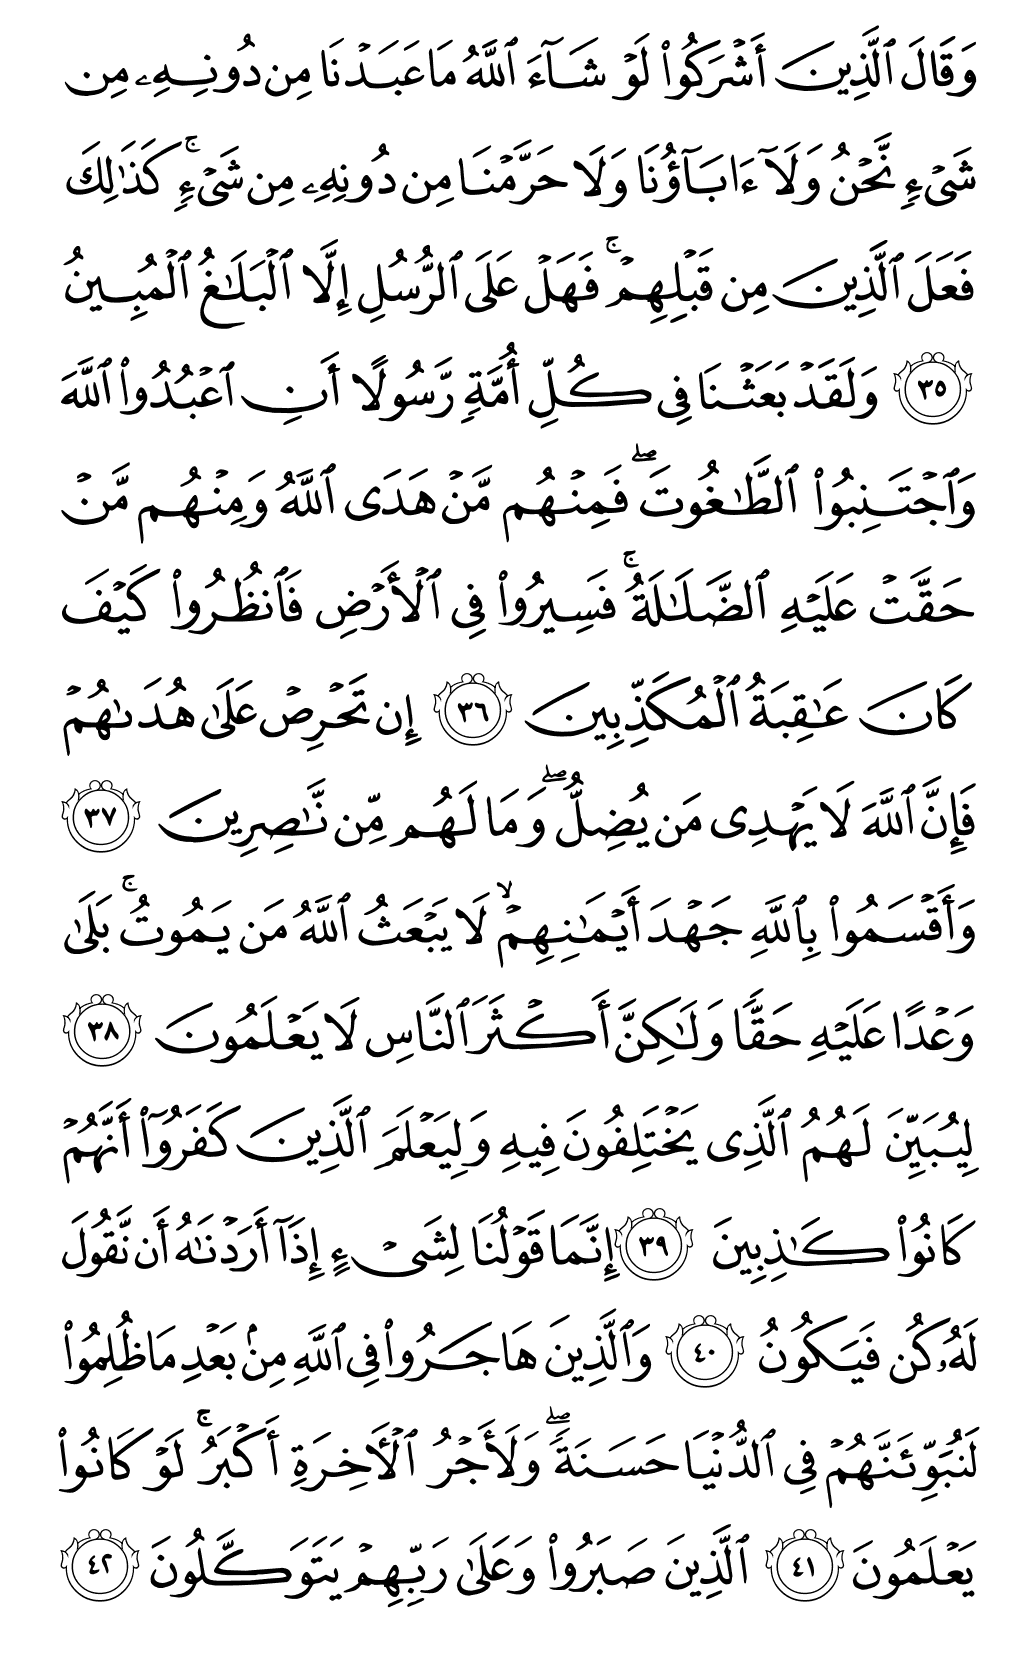 وَقَالَ ٱلَّذِينَ أَشْرَكُوا۟ لَوْ شَآءَ ٱللَّهُ مَا عَبَدْنَا مِن دُونِهِۦ مِن
شَىْءٍ نَّحْنُ وَلَآ ءَابَآؤُنَا وَلَا حَرَّمْنَا مِن دُونِهِۦ مِن شَىْءٍ ۚ كَذَٰلِكَ
فَعَلَ ٱلَّذِينَ مِن قَبْلِهِمْ ۚ فَهَلْ عَلَى ٱلرُّسُلِ إِلَّا ٱلْبَلَٰغُ ٱلْمُبِينُ
٣٥ وَلَقَدْ بَعَثْنَا فِى كُلِّ أُمَّةٍ رَّسُولًا أَنِ ٱعْبُدُوا۟ ٱللَّهَ
وَٱجْتَنِبُوا۟ ٱلطَّٰغُوتَ ۖ فَمِنْهُم مَّنْ هَدَى ٱللَّهُ وَمِنْهُم مَّنْ
حَقَّتْ عَلَيْهِ ٱلضَّلَٰلَةُ ۚ فَسِيرُوا۟ فِى ٱلْأَرْضِ فَٱنظُرُوا۟ كَيْفَ
كَانَ عَٰقِبَةُ ٱلْمُكَذِّبِينَ ٣٦ إِن تَحْرِصْ عَلَىٰ هُدَىٰهُمْ
فَإِنَّ ٱللَّهَ لَا يَهْدِى مَن يُضِلُّ ۖ وَمَا لَهُم مِّن نَّٰصِرِينَ ٣٧
وَأَقْسَمُوا۟ بِٱللَّهِ جَهْدَ أَيْمَٰنِهِمْ ۙ لَا يَبْعَثُ ٱللَّهُ مَن يَمُوتُ ۚ بَلَىٰ
وَعْدًا عَلَيْهِ حَقًّا وَلَٰكِنَّ أَكْثَرَ ٱلنَّاسِ لَا يَعْلَمُونَ ٣٨
لِيُبَيِّنَ لَهُمُ ٱلَّذِى يَخْتَلِفُونَ فِيهِ وَلِيَعْلَمَ ٱلَّذِينَ كَفَرُوٓا۟ أَنَّهُمْ
كَانُوا۟ كَٰذِبِينَ ٣٩ إِنَّمَا قَوْلُنَا لِشَىْءٍ إِذَآ أَرَدْنَٰهُ أَن نَّقُولَ
لَهُۥ كُن فَيَكُونُ ٤٠ وَٱلَّذِينَ هَاجَرُوا۟ فِى ٱللَّهِ مِنۢ بَعْدِ مَا ظُلِمُوا۟
لَنُبَوِّئَنَّهُمْ فِى ٱلدُّنْيَا حَسَنَةً ۖ وَلَأَجْرُ ٱلْءَاخِرَةِ أَكْبَرُ ۚ لَوْ كَانُوا۟
يَعْلَمُونَ ٤١ ٱلَّذِينَ صَبَرُوا۟ وَعَلَىٰ رَبِّهِمْ يَتَوَكَّلُونَ ٤٢